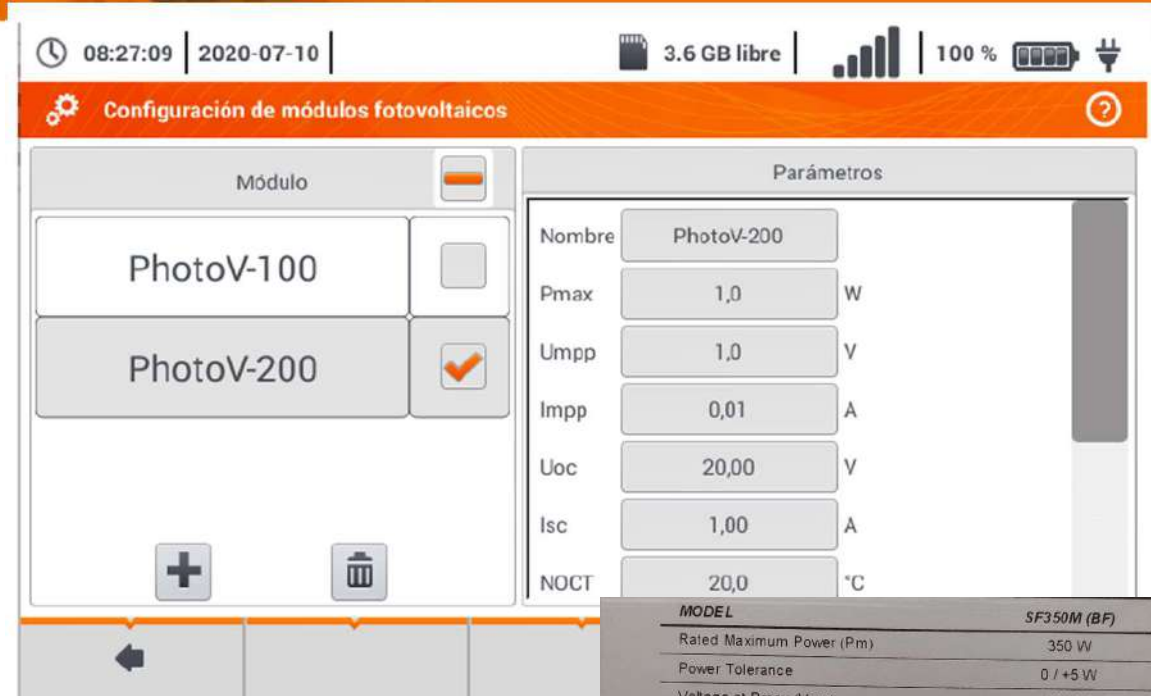 08:27:09 2020-07-10 3.6 GB libre 100 %
Configuración de módulos fotovoltaicos ?
Módulo
PhotoV-100
PhotoV-200
Parámetros
Nombre PhotoV-200
Pmax 1,0 W
Umpp 1,0 V
Impp 0,01 A
Uoc 20,00 V
Isc 1,00 A
NOCT 20,0 °C
MODEL SF350M (BF)
Rated Maximum Power (Pm) 350 W
Power Tolerance 0 / +5 W